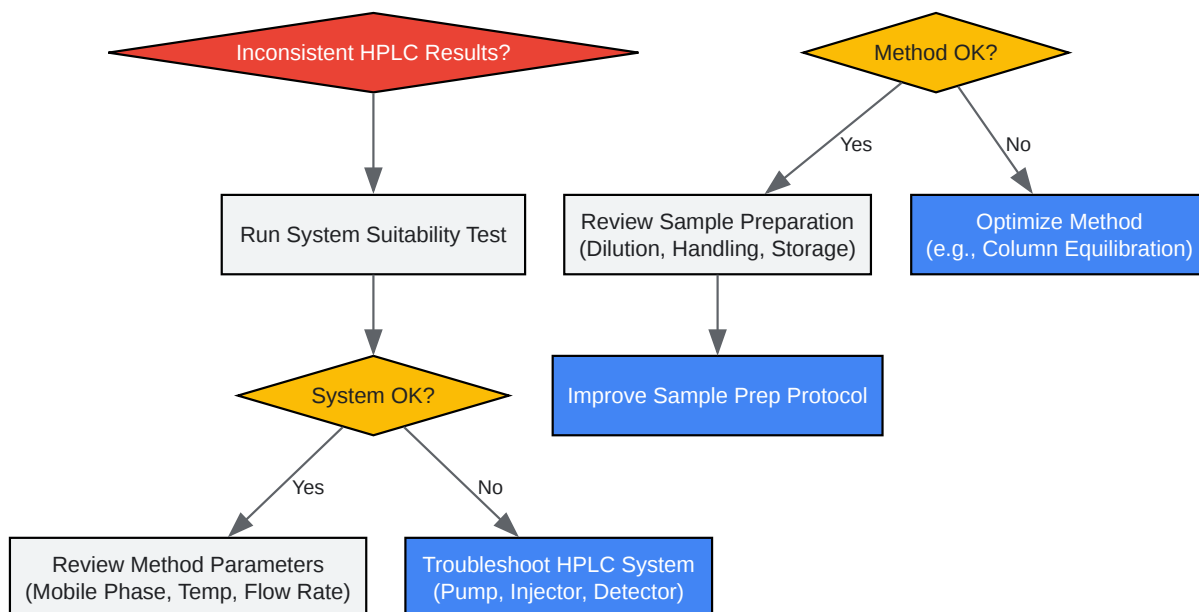 Inconsistent HPLC Results?
Run System Suitability Test
System OK?
Yes
No
Review Method Parameters
(Mobile Phase, Temp, Flow Rate)
Troubleshoot HPLC System
(Pump, Injector, Detector)
Method OK?
Yes
No
Review Sample Preparation
(Dilution, Handling, Storage)
Optimize Method
(e.g., Column Equilibration)
Improve Sample Prep Protocol